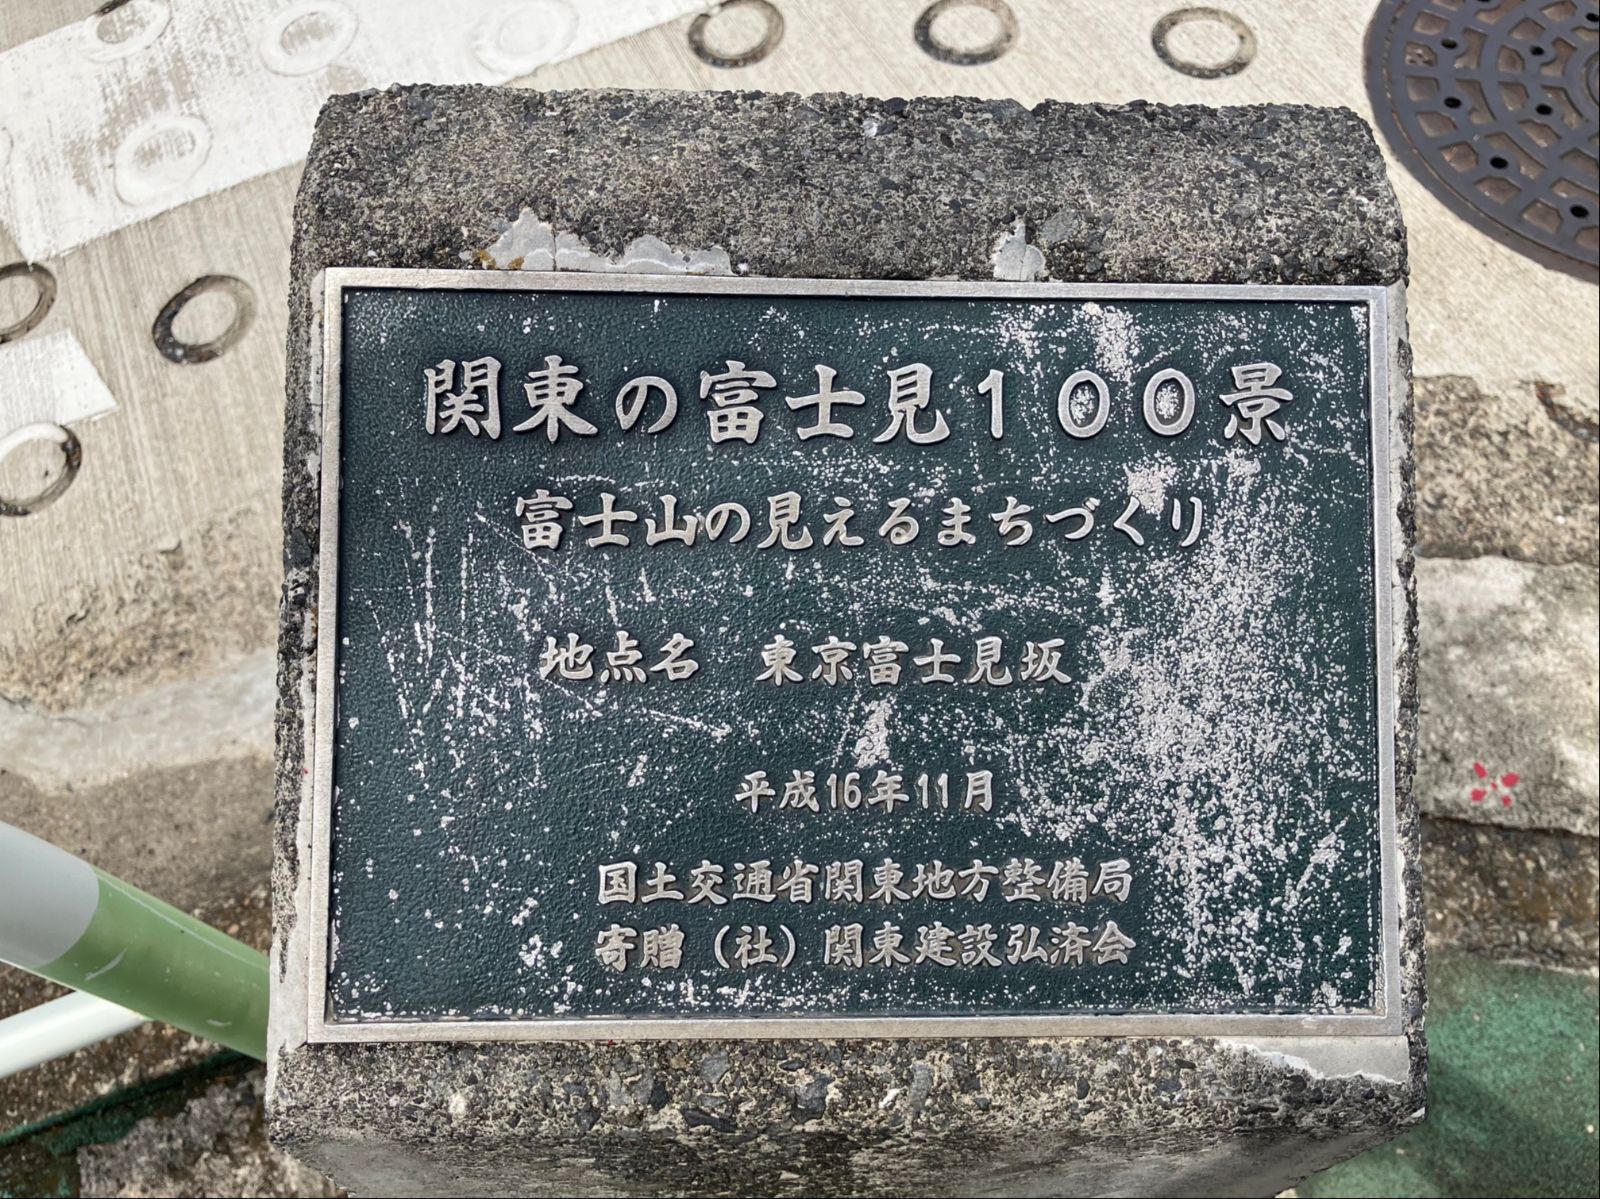 関東の富士見１００景
富士山の見えるまちづくり
地点名　東京富士見坂
平成16年11月
国土交通省関東地方整備局
寄贈（社）関東建設弘済会